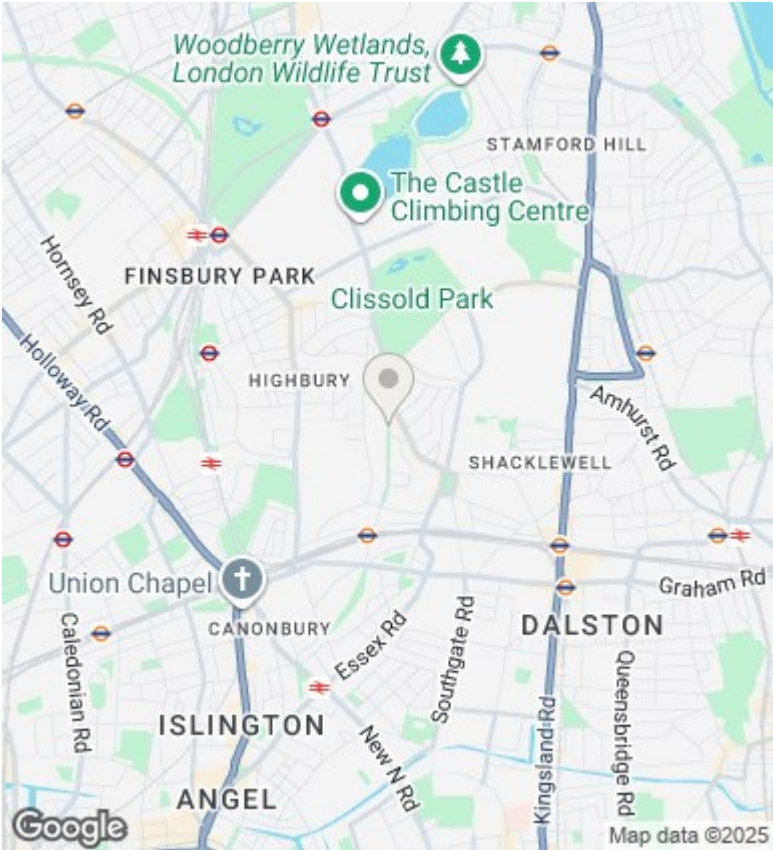 Woodberry Wetlands,
London Wildlife Trust
STAMFORD HILL
The Castle
Climbing Centre
Hornsey Rd
FINSBURY PARK
Clissold Park
Holloway Rd
HIGHBURY
Amhurst Rd
SHACKLEWELL
Union Chapel
Graham Rd
CANONBURY
Essex Rd
Southgate Rd
DALSTON
Caledonian Rd
Queensbridge Rd
ISLINGTON
New N Rd
Kingsland Rd
ANGEL
Google
Map data ©2025